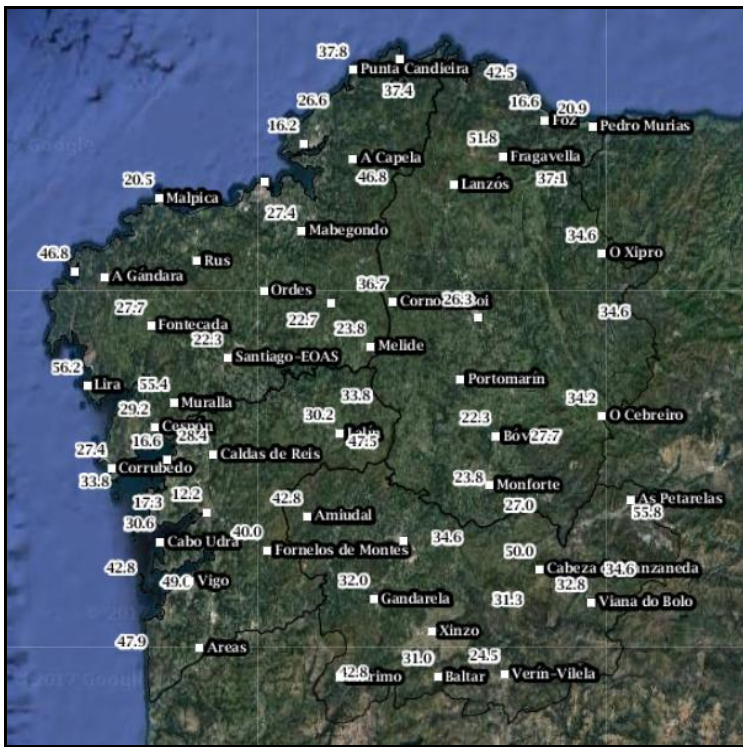 37.8
Punta Candieira
42.5
37.4
26.6
16.6
20.9
Foz
Pedro Murias
16.2
51.8
Fragavella
A Capela
46.8
37.1
Lanzós
20.5
Malpica
27.4
Mabegondo
34.6
O Xipro
46.8
Rus
A Gándara
36.7
Ordes
26.3
27.7
22.7
34.6
Fontecada
23.8
22.3
Melide
Santiago-EOAS
56.2
Lira
55.4
Portomarín
Muralla
33.8
34.2
29.2
30.2
22.3
O Cebreiro
Cespón
16.6
28.4
Lalín
47.5
27.7
27.4
Caldas de Reis
Corrubedo
33.8
23.8
Monforte
12.2
42.8
As Petarelas
17.3
27.0
55.8
30.6
Amiudal
40.0
34.6
Cabo Udra
Fornelos de Montes
50.0
42.8
Cabeza
34.6
49.0
Vigo
32.0
32.8
Gandarela
31.3
Viana do Bolo
Xinzo
47.9
Areas
31.0
24.5
42.8
Baltar
Verín-Vilela
©2017 Google